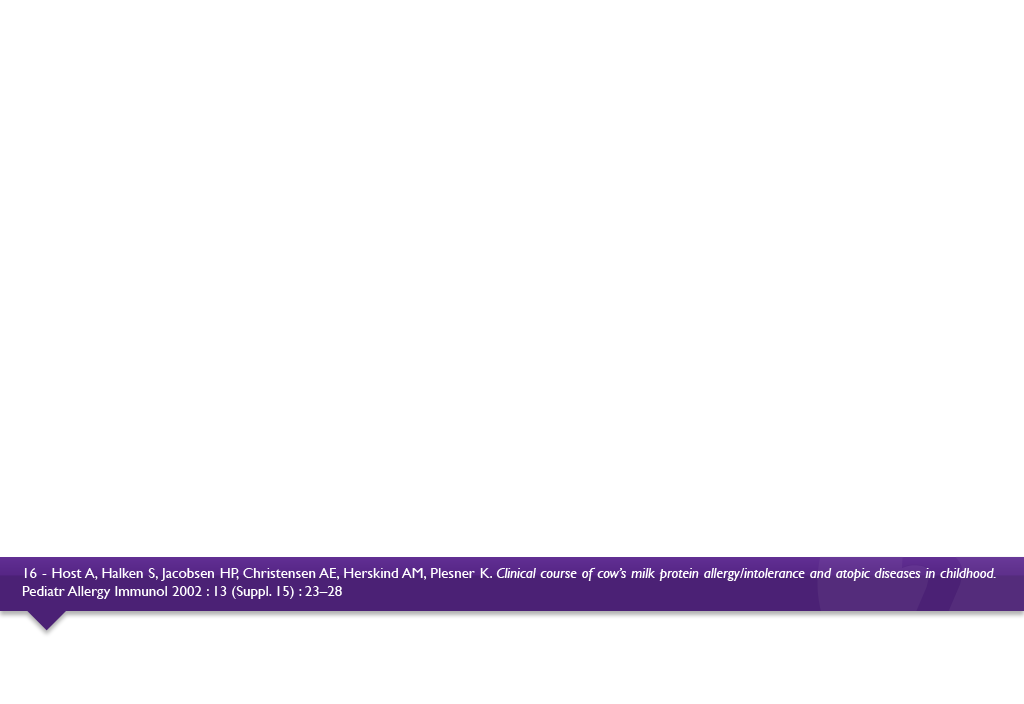 16 - Host A, Halken S, Jacobsen HP, Christensen AE, Herskind AM, Plesner K. Clinical course of cow’s milk protein allergy/intolerance and atopic diseases in childhood.
Pediatr Allergy Immunol 2002 : 13 (Suppl. 15) : 23–28